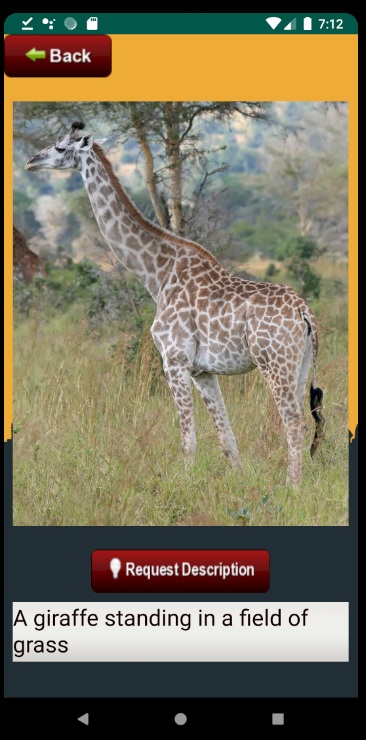 7:12
Back
Request Description
A giraffe standing in a field of
grass